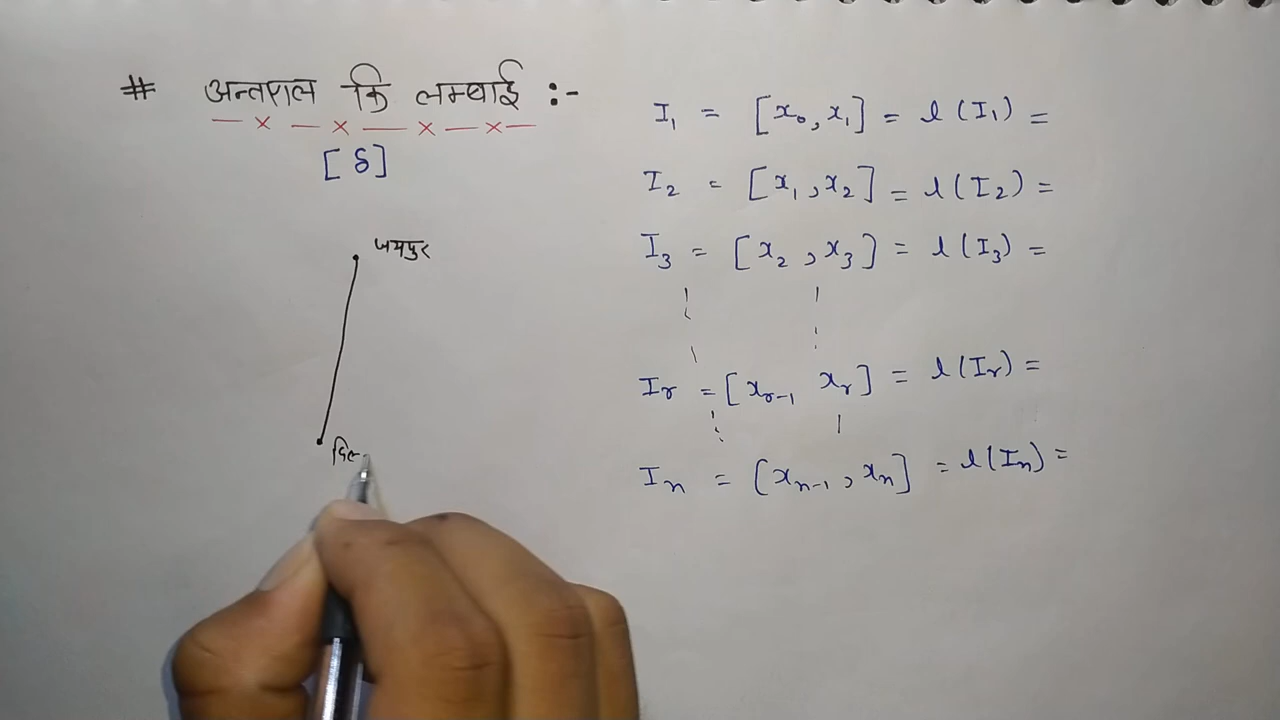 # अन्तराल कि लम्बाई :-
[ δ ]
जयपुर
दिल
I₁ = [x₀, x₁] = l (I₁) =
I₂ = [x₁, x₂] = l (I₂) =
I₃ = [x₂, x₃] = l (I₃) =
Iᵣ = [xᵣ₋₁ xᵣ] = l (Iᵣ) =
Iₙ = [xₙ₋₁, xₙ] = l (Iₙ) =